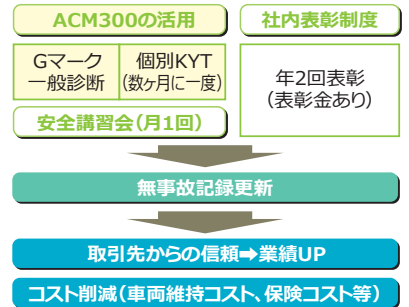 ACM300の活用
Gマーク
一般診断
個別KYT
(数ヶ月に一度)
安全講習会(月1回)
社内表彰制度
年2回表彰
(表彰金あり)
無事故記録更新
取引先からの信頼➡業績UP
コスト削減(車両維持コスト、保険コスト等)